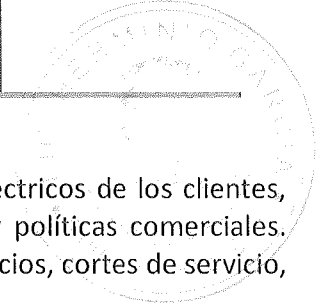 ectricos de los clientes,
políticas comerciales.
cios, cortes de servicio,